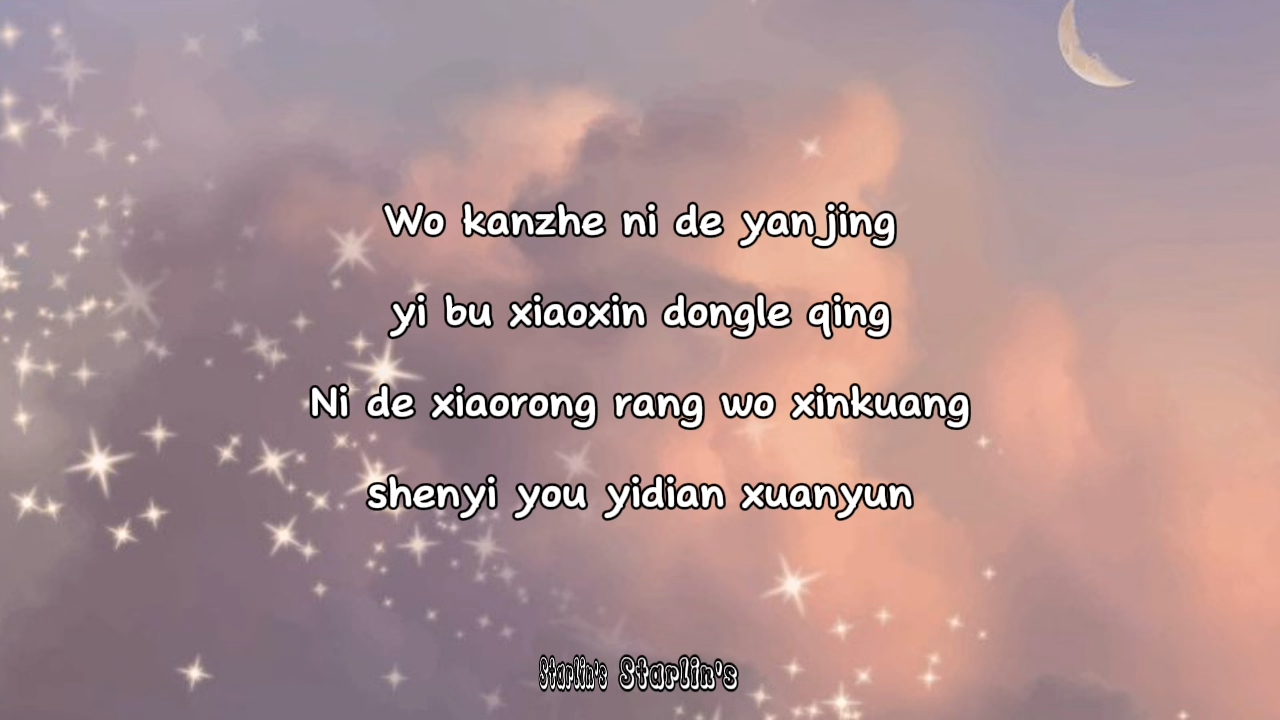 Wo kanzhe ni de yanjing
yi bu xiaoxin dongle qing
Ni de xiaorong rang wo xinkuang
shenyi you yidian xuanyun
Starlin's Starlin's